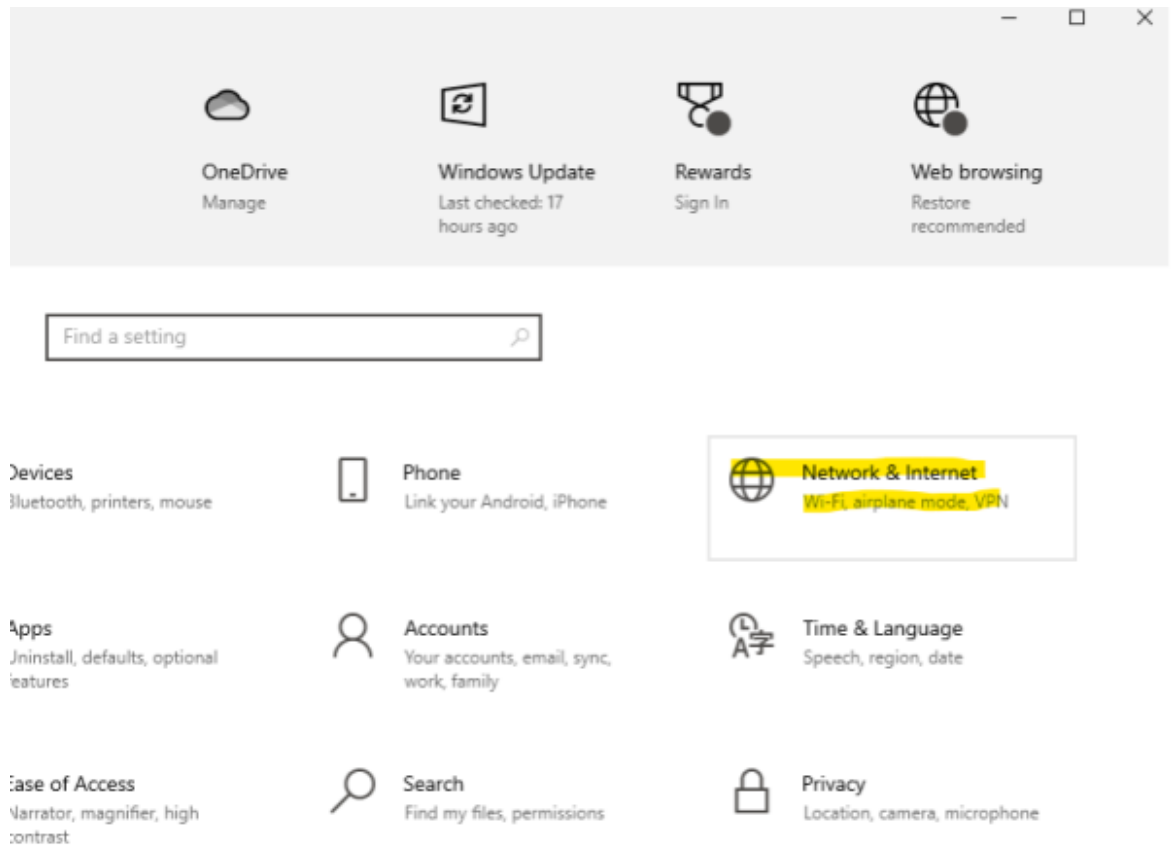 OneDrive
Manage
Windows Update
Last checked: 17
hours ago
Rewards
Sign In
Web browsing
Restore
recommended
Find a setting
Devices
Bluetooth, printers, mouse
Phone
Link your Android, iPhone
Network & Internet
Wi-Fi, airplane mode, VPN
Apps
Uninstall, defaults, optional
features
Accounts
Your accounts, email, sync,
work, family
Time & Language
Speech, region, date
Ease of Access
Narrator, magnifier, high
contrast
Search
Find my files, permissions
Privacy
Location, camera, microphone